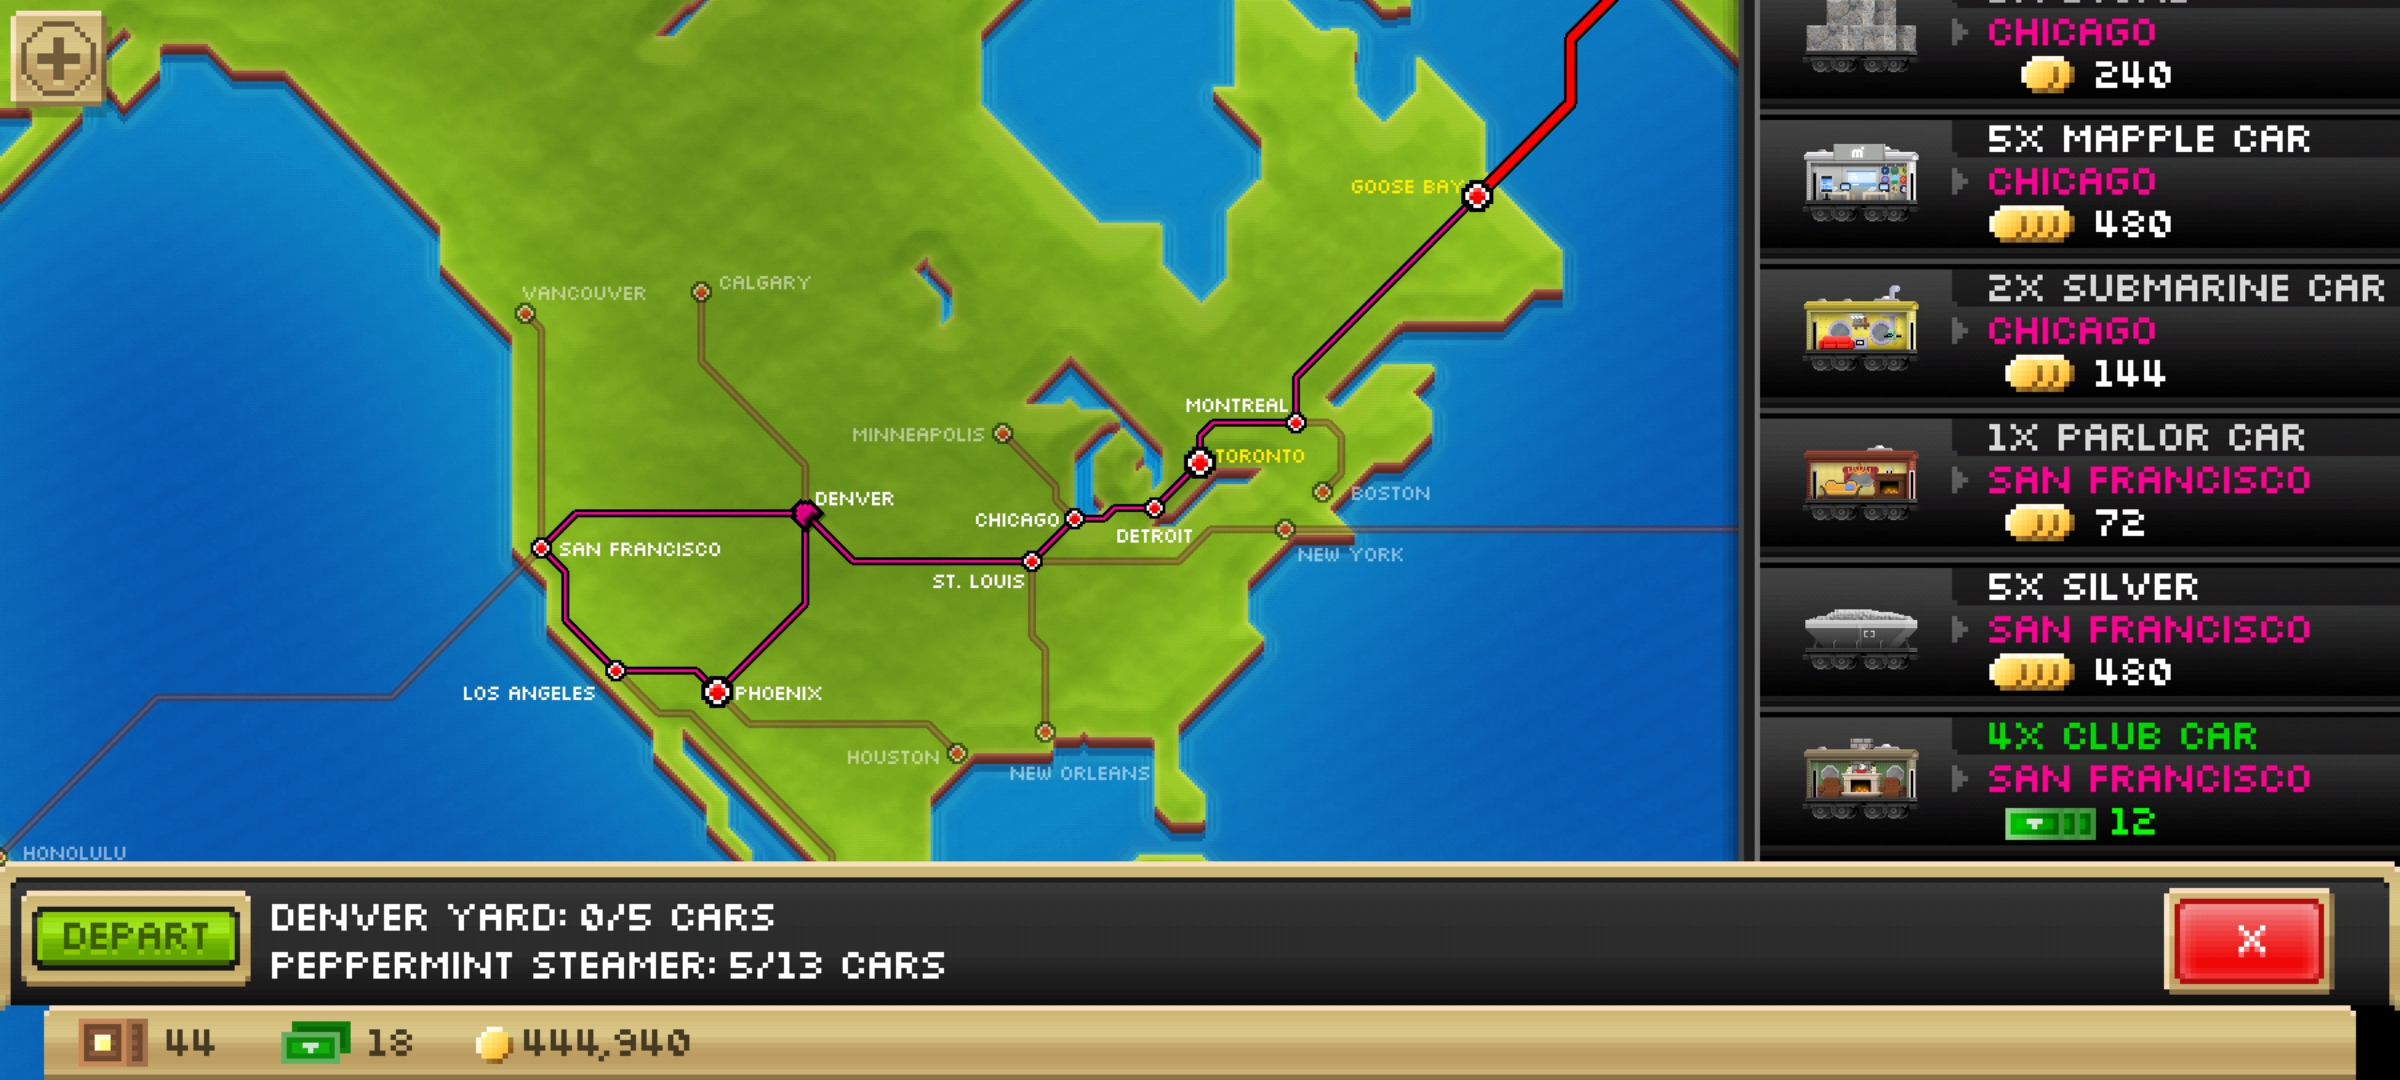 CHICAGO
240
5X MAPPLE CAR
CHICAGO
480
2X SUBMARINE CAR
CHICAGO
144
1X PARLOR CAR
SAN FRANCISCO
72
5X SILVER
SAN FRANCISCO
480
4X CLUB CAR
SAN FRANCISCO
12
GOOSE BAY
VANCOUVER
CALGARY
MINNEAPOLIS
MONTREAL
TORONTO
BOSTON
DENVER
CHICAGO
DETROIT
NEW YORK
SAN FRANCISCO
ST. LOUIS
LOS ANGELES
PHOENIX
HOUSTON
NEW ORLEANS
HONOLULU
DEPART
DENVER YARD: 0/5 CARS
PEPPERMINT STEAMER: 5/13 CARS
X
44
18
444,940